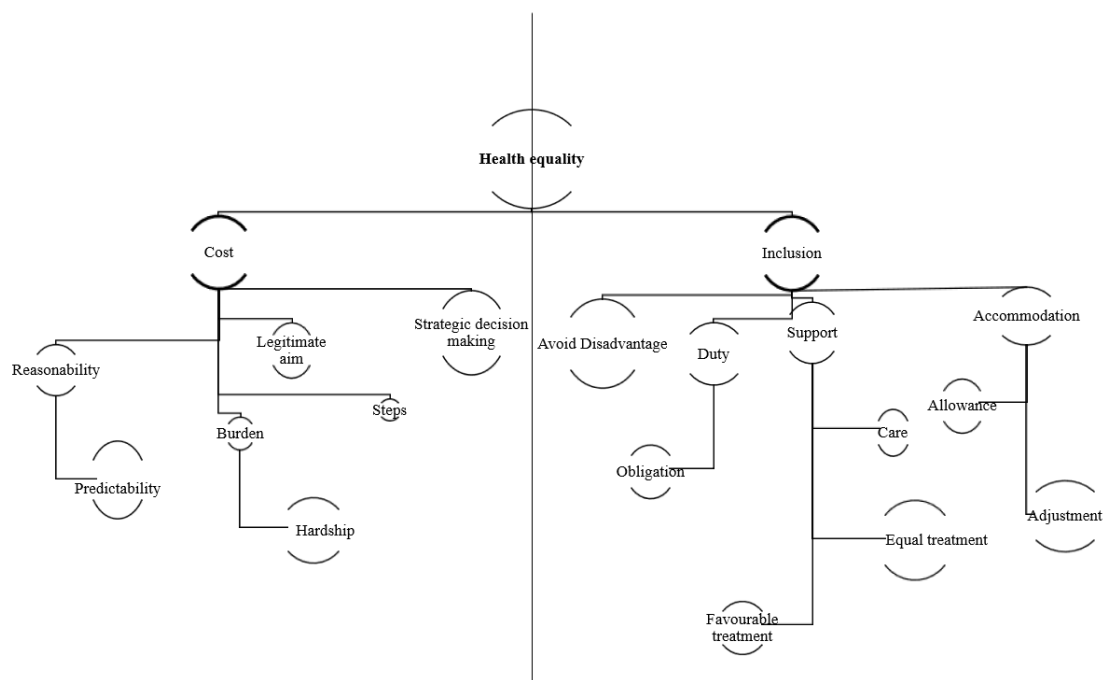 Health equality
Cost
Inclusion
Strategic decision
making
Legitimate
aim
Reasonability
Steps
Burden
Predictability
Hardship
Avoid Disadvantage
Duty
Support
Accommodation
Allowance
Care
Obligation
Adjustment
Equal treatment
Favourable
treatment